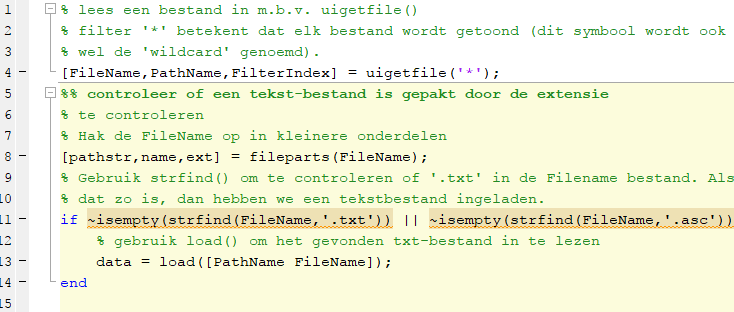 1 % lees een bestand in m.b.v. uigetfile()
2 % filter '*' betekent dat elk bestand wordt getoond (dit symbool wordt ook
3 % wel de 'wildcard' genoemd).
4 [FileName,PathName,FilterIndex] = uigetfile('*');
5 %% controleer of een tekst-bestand is gepakt door de extensie
6 % te controleren
7 % Hak de FileName op in kleinere onderdelen
8 [pathstr,name,ext] = fileparts(FileName);
9 % Gebruik strfind() om te controleren of '.txt' in de Filename bestand. Als
10 % dat zo is, dan hebben we een tekstbestand ingeladen.
11 if ~isempty(strfind(FileName,'.txt')) || ~isempty(strfind(FileName,'.asc'))
12 % gebruik load() om het gevonden txt-bestand in te lezen
13 data = load([PathName FileName]);
14 end
15